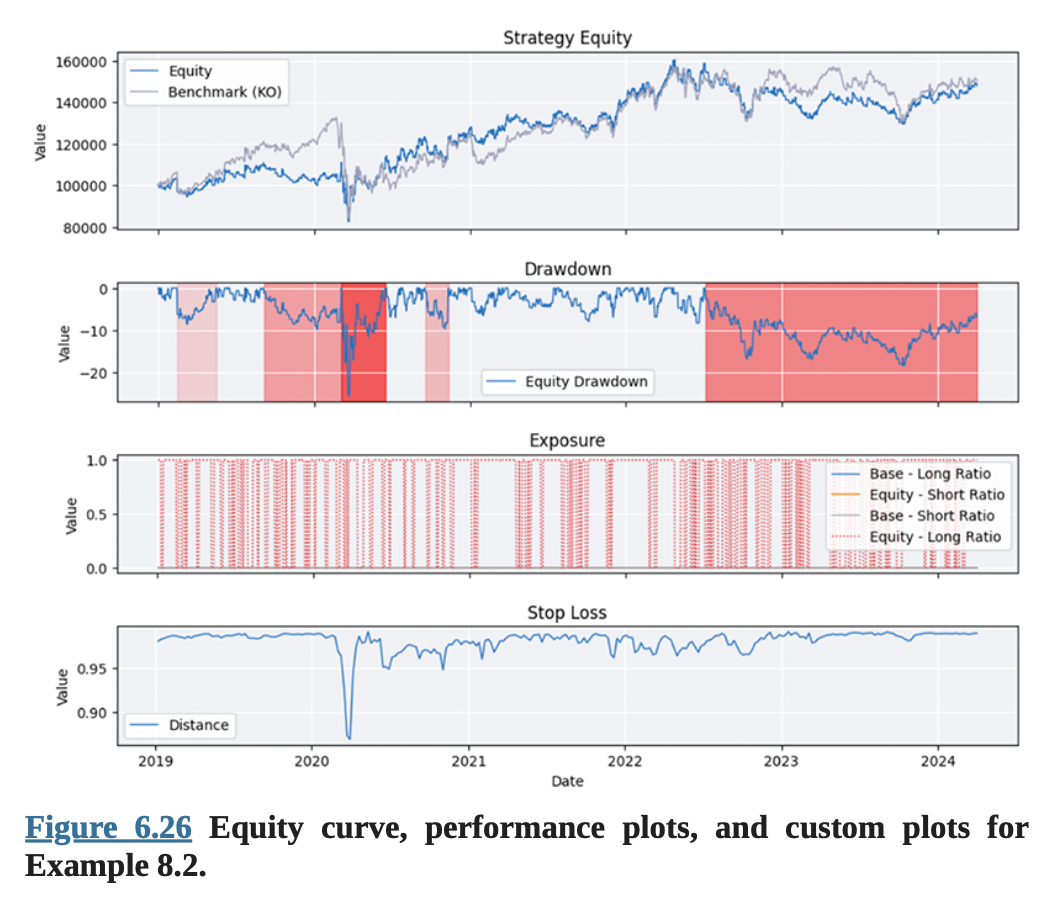 Strategy Equity
160000
140000
120000
100000
80000
Value
Equity
Benchmark (KO)
Drawdown
0
−10
−20
Value
Equity Drawdown
Exposure
1.0
0.5
0.0
Value
Base - Long Ratio
Equity - Short Ratio
Base - Short Ratio
Equity - Long Ratio
Stop Loss
0.95
0.90
Value
Distance
2019 2020 2021 2022 2023 2024
Date
Figure 6.26 Equity curve, performance plots, and custom plots for
Example 8.2.